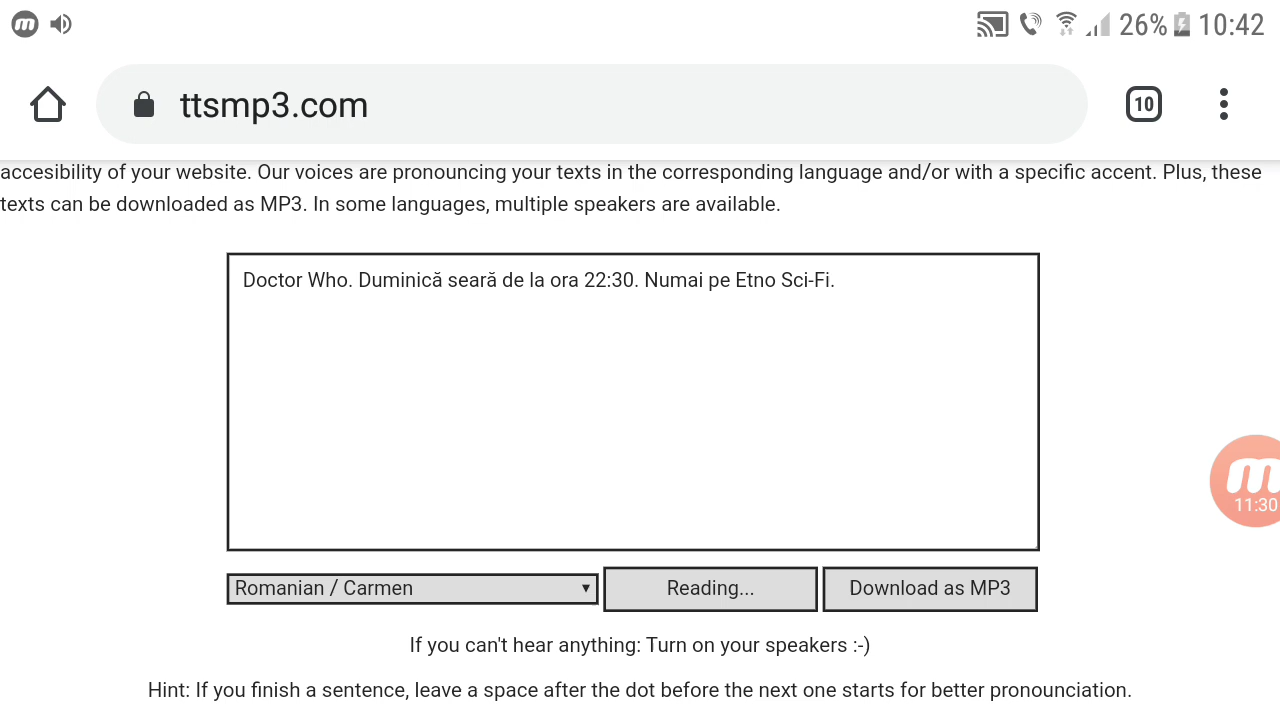 26% 10:42
ttsmp3.com
10
accesibility of your website. Our voices are pronouncing your texts in the corresponding language and/or with a specific accent. Plus, these
texts can be downloaded as MP3. In some languages, multiple speakers are available.
Doctor Who. Duminică seară de la ora 22:30. Numai pe Etno Sci-Fi.
Romanian / Carmen
Reading...
Download as MP3
11:30
If you can't hear anything: Turn on your speakers :-)
Hint: If you finish a sentence, leave a space after the dot before the next one starts for better pronounciation.